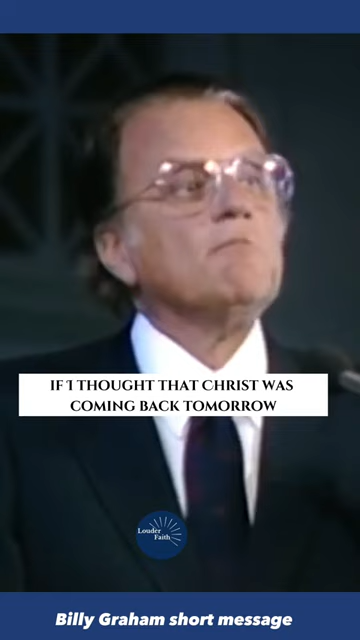 IF I THOUGHT THAT CHRIST WAS
COMING BACK TOMORROW
Louder
Faith
Billy Graham short message